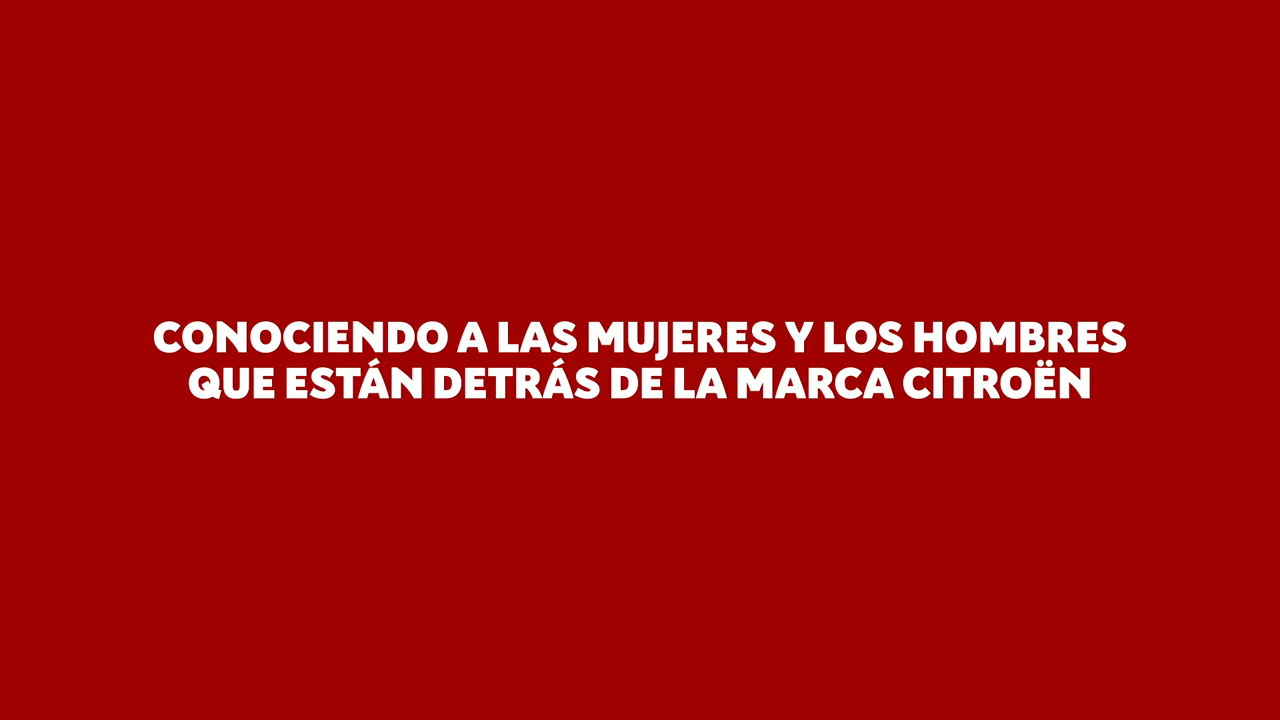 CONOCIENDO A LAS MUJERES Y LOS HOMBRES
QUE ESTÁN DETRÁS DE LA MARCA CITROËN